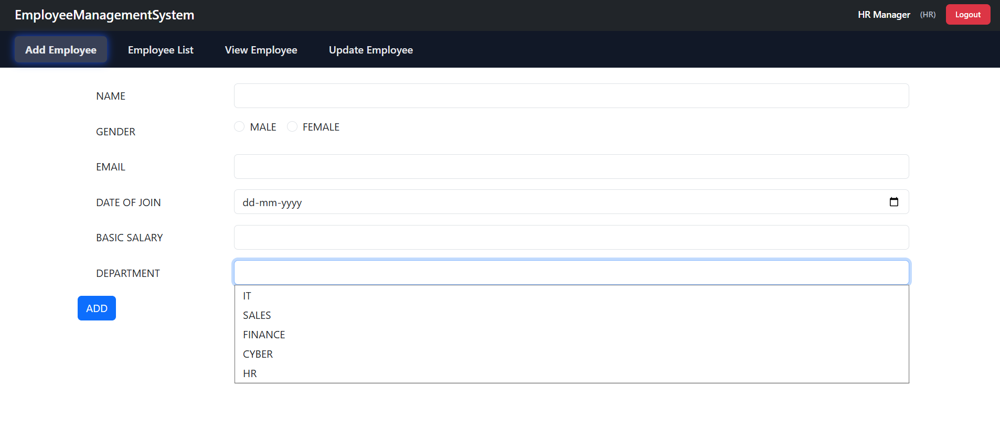 EmployeeManagementSystem
HR Manager (HR) Logout
Add Employee Employee List View Employee Update Employee
NAME
GENDER MALE FEMALE
EMAIL
DATE OF JOIN dd-mm-yyyy
BASIC SALARY
DEPARTMENT
IT
SALES
FINANCE
CYBER
HR
ADD